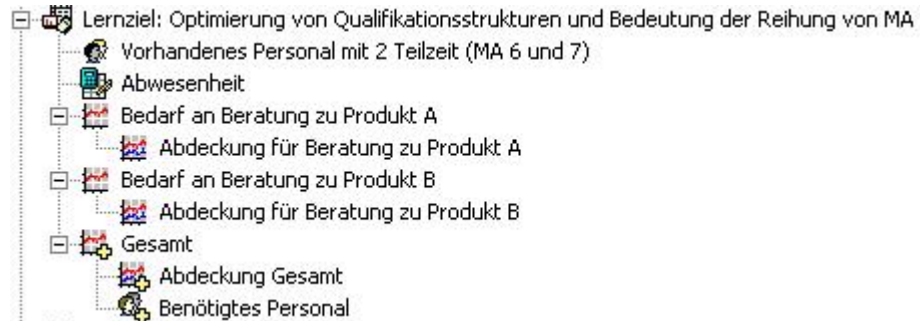 Lernziel: Optimierung von Qualifikationsstrukturen und Bedeutung der Reihung von MA
Vorhandenes Personal mit 2 Teilzeit (MA 6 und 7)
Abwesenheit
Bedarf an Beratung zu Produkt A
Abdeckung für Beratung zu Produkt A
Bedarf an Beratung zu Produkt B
Abdeckung für Beratung zu Produkt B
Gesamt
Abdeckung Gesamt
Benötigtes Personal